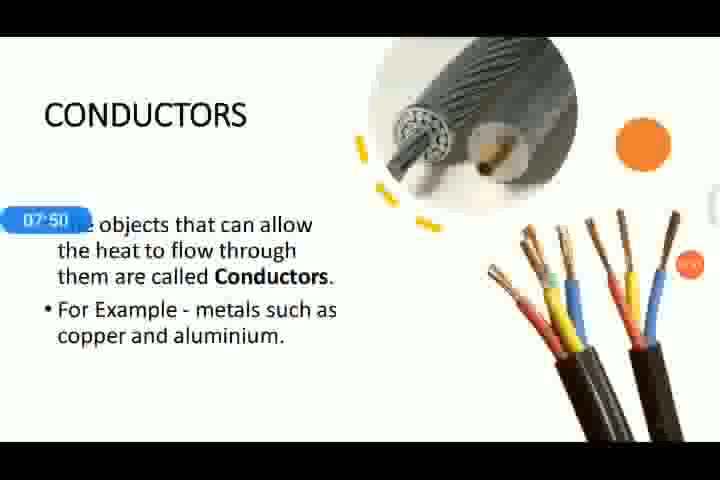 CONDUCTORS
07:50
objects that can allow
the heat to flow through
them are called Conductors.
• For Example - metals such as
copper and aluminium.